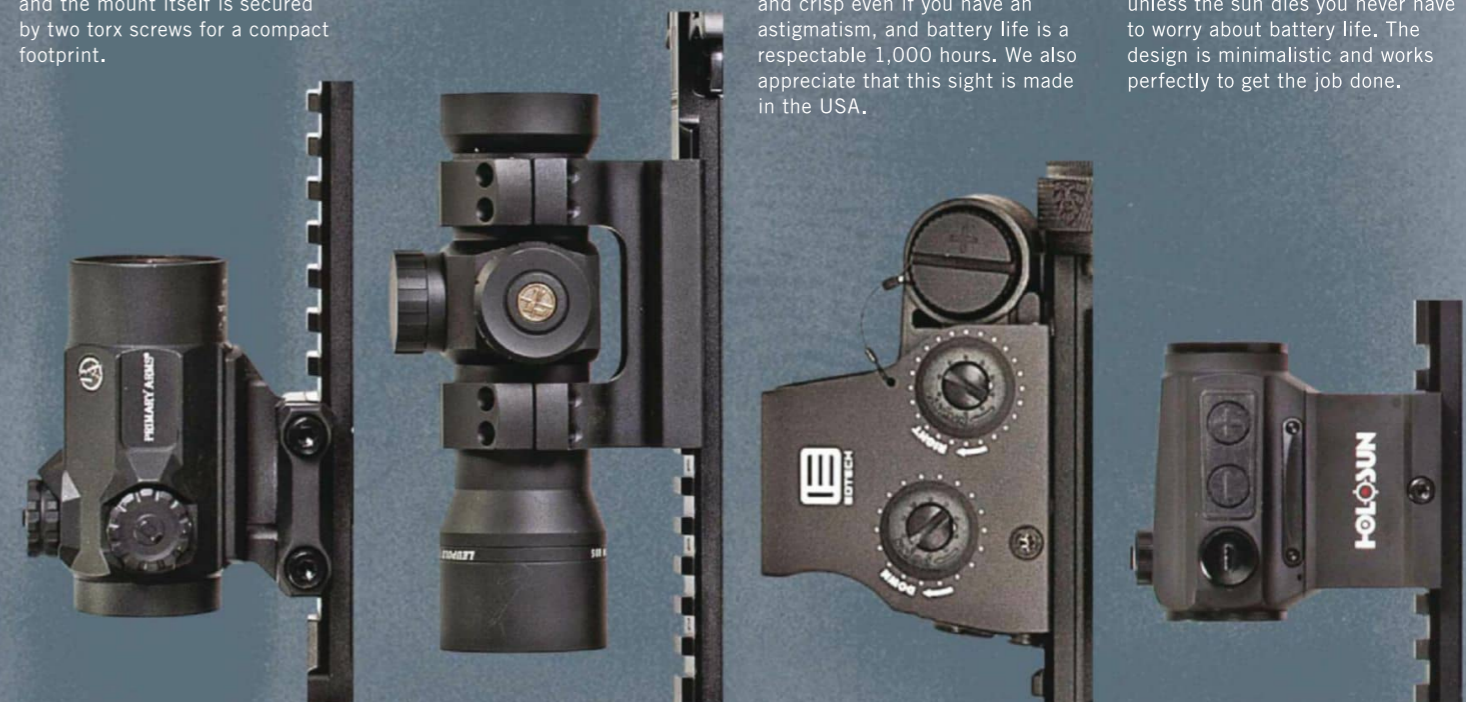 and the mount itself is secured
by two torx screws for a compact
footprint.
and crisp even if you have an
astigmatism, and battery life is a
respectable 1,000 hours. We also
appreciate that this sight is made
in the USA.
unless the sun dies you never have
to worry about battery life. The
design is minimalistic and works
perfectly to get the job done.
PRIMARY ARMS
EOTECH
RIGHT
DOWN
HOLOSUN